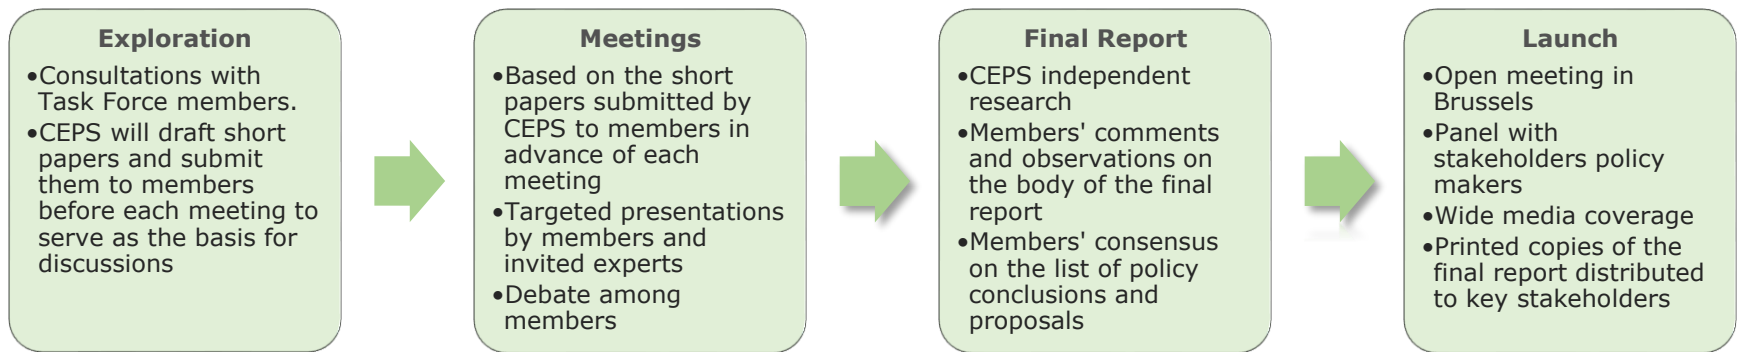 Exploration
•Consultations with
Task Force members.
•CEPS will draft short
papers and submit
them to members
before each meeting to
serve as the basis for
discussions
Meetings
•Based on the short
papers submitted by
CEPS to members in
advance of each
meeting
•Targeted presentations
by members and
invited experts
•Debate among
members
Final Report
•CEPS independent
research
•Members' comments
and observations on
the body of the final
report
•Members' consensus
on the list of policy
conclusions and
proposals
Launch
•Open meeting in
Brussels
•Panel with
stakeholders policy
makers
•Wide media coverage
•Printed copies of the
final report distributed
to key stakeholders